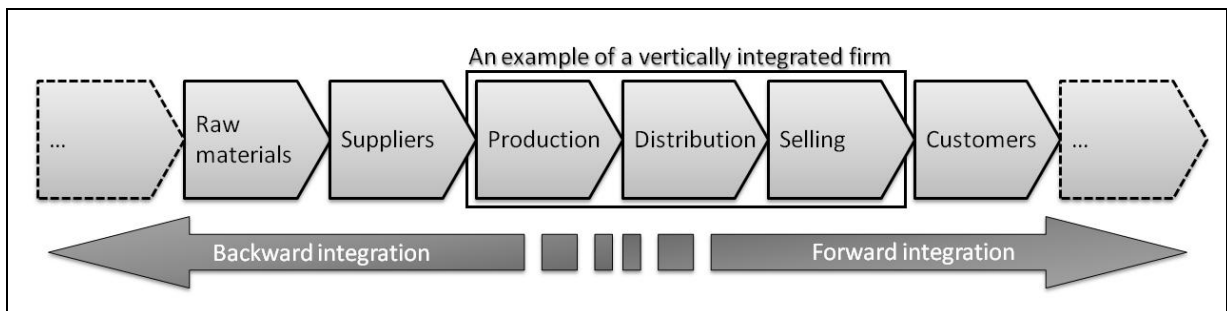 An example of a vertically integrated firm
...
Raw
materials
Suppliers
Production
Distribution
Selling
Customers
...
Backward integration
Forward integration